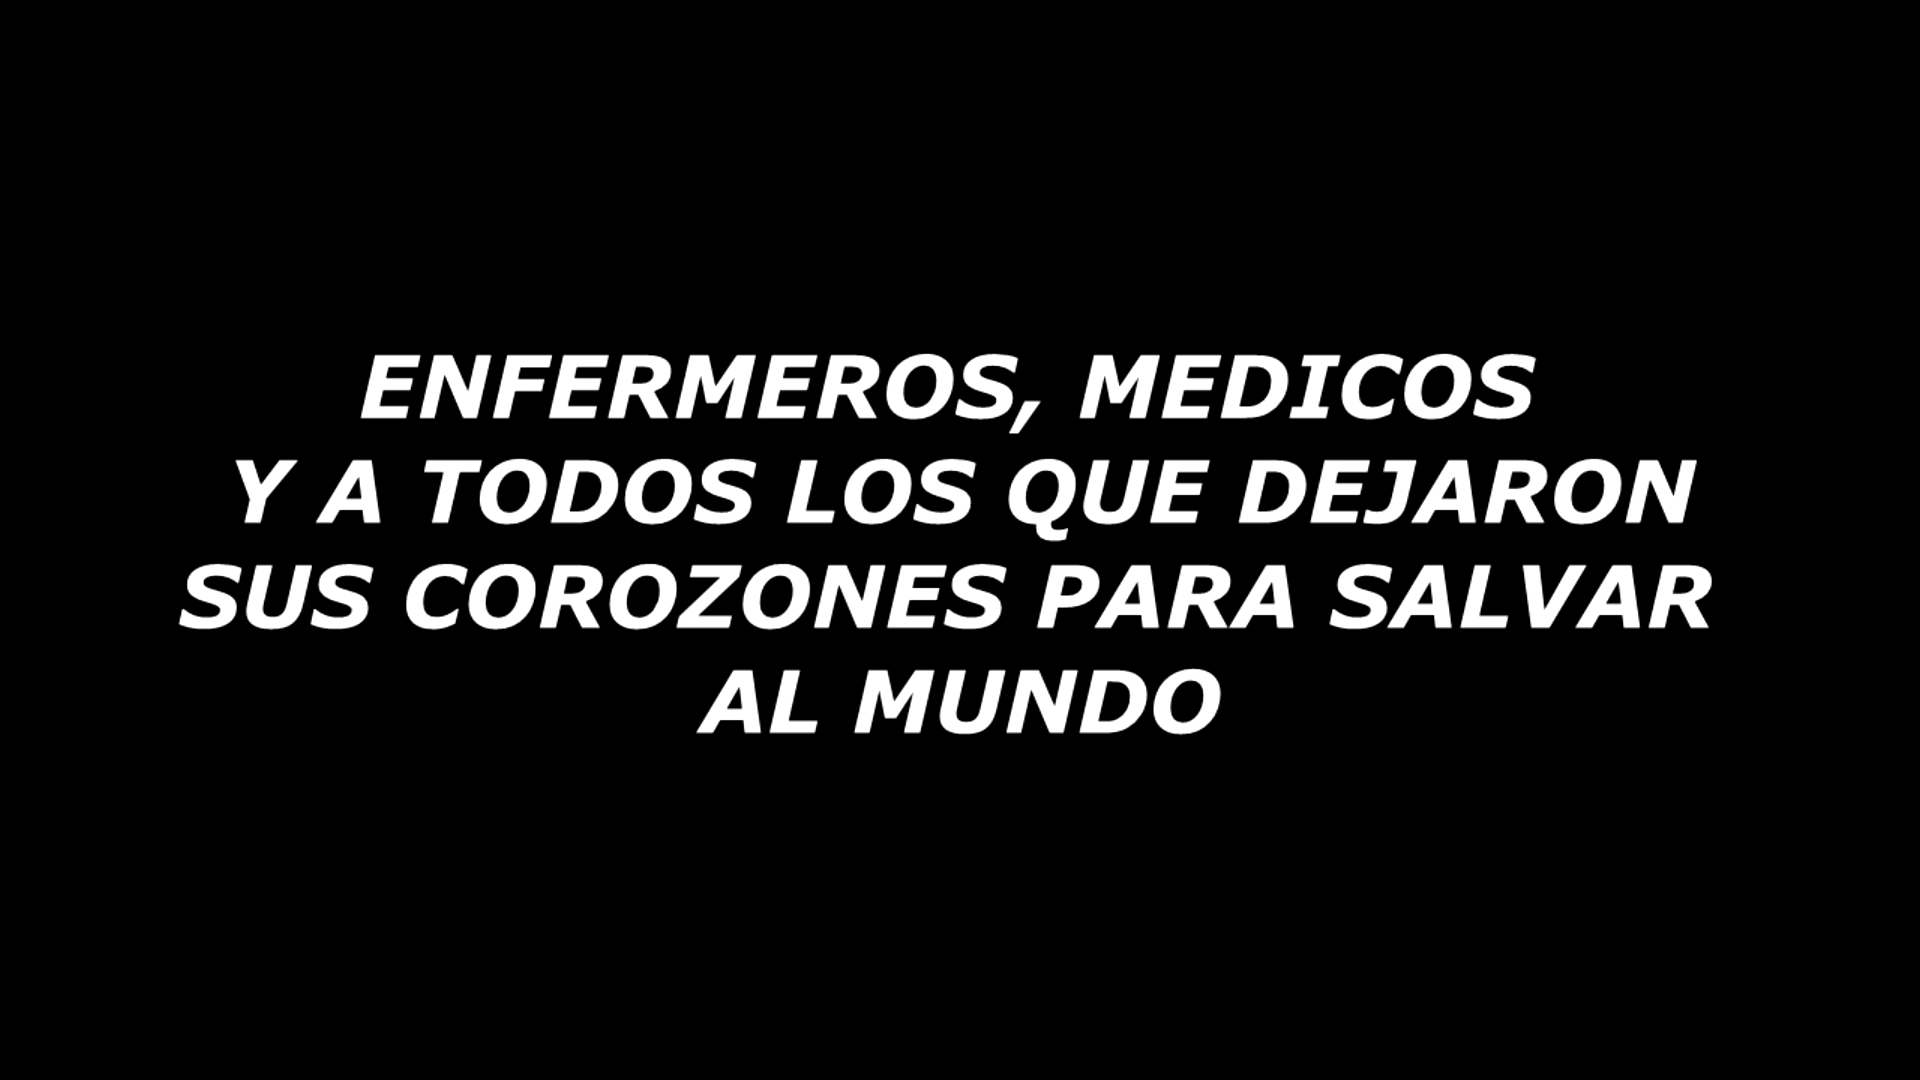 ENFERMEROS, MEDICOS
Y A TODOS LOS QUE DEJARON
SUS COROZONES PARA SALVAR
AL MUNDO